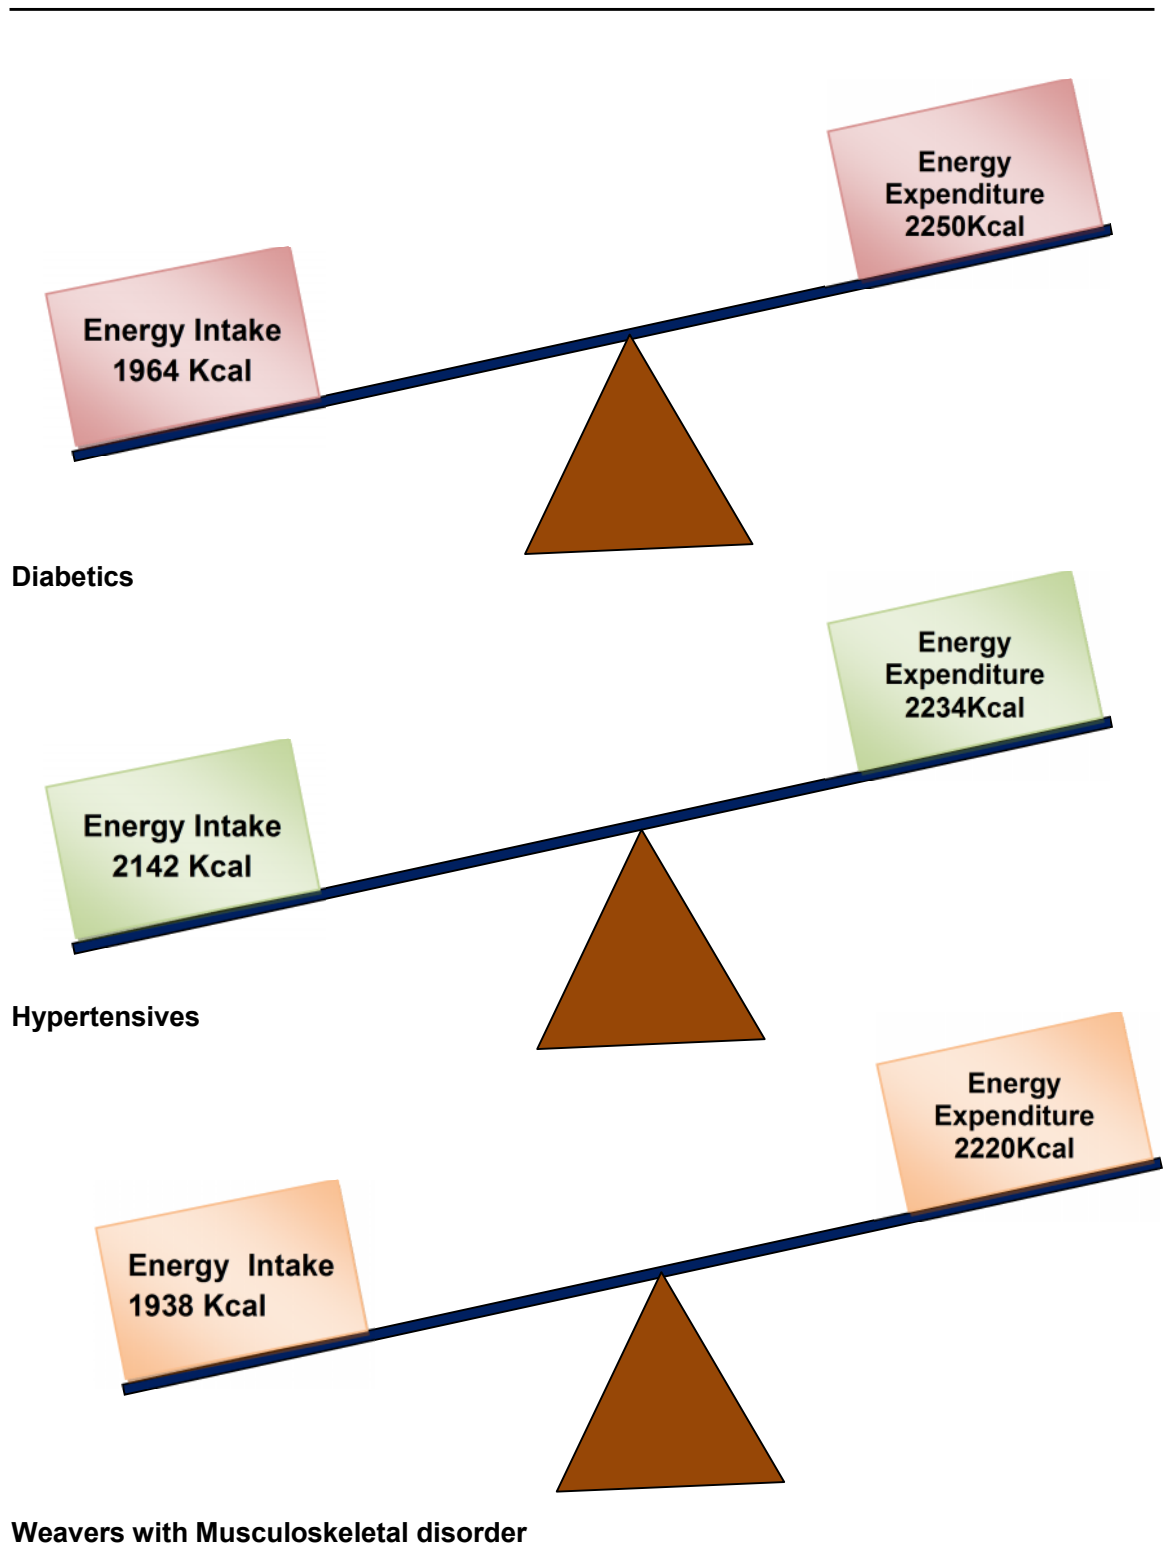 Energy
Expenditure
2250Kcal
Energy Intake
1964 Kcal
Diabetics
Energy
Expenditure
2234Kcal
Energy Intake
2142 Kcal
Hypertensives
Energy
Expenditure
2220Kcal
Energy Intake
1938 Kcal
Weavers with Musculoskeletal disorder